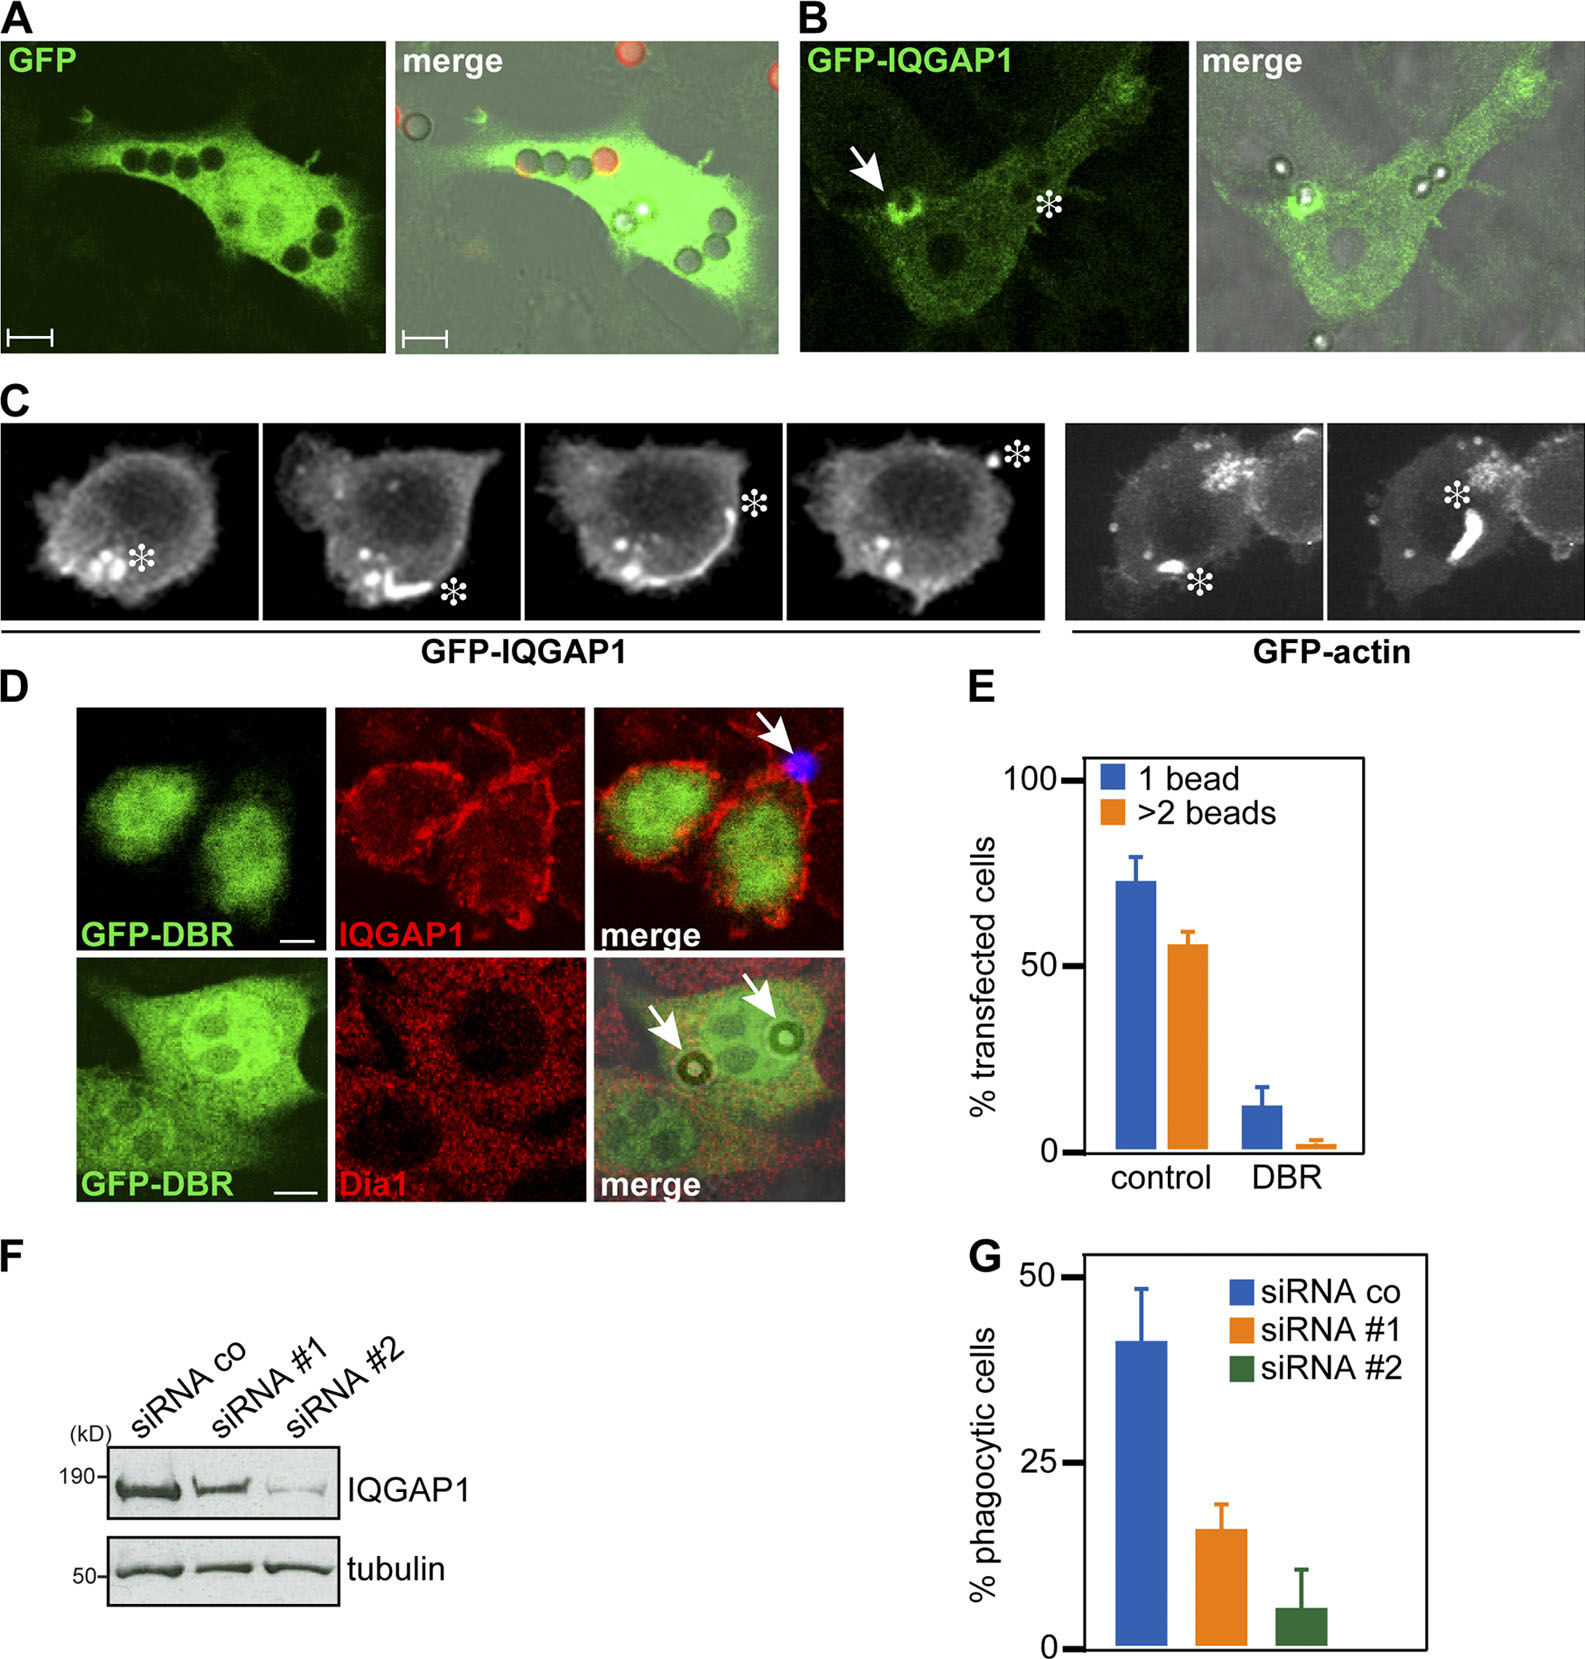 A
B
GFP
merge
GFP-IQGAP1
merge
C
GFP-IQGAP1
GFP-actin
D
E
GFP-DBR
IQGAP1
merge
GFP-DBR
Dia1
merge
100
50
0
% transfected cells
1 bead
>2 beads
control
DBR
F
G
siRNA co
siRNA #1
siRNA #2
(kD)
190
IQGAP1
50
tubulin
50
25
0
% phagocytic cells
siRNA co
siRNA #1
siRNA #2